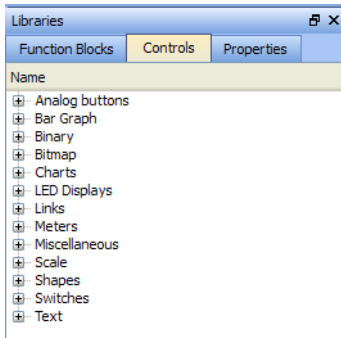 Libraries
Function Blocks Controls Properties
Name
Analog buttons
Bar Graph
Binary
Bitmap
Charts
LED Displays
Links
Meters
Miscellaneous
Scale
Shapes
Switches
Text